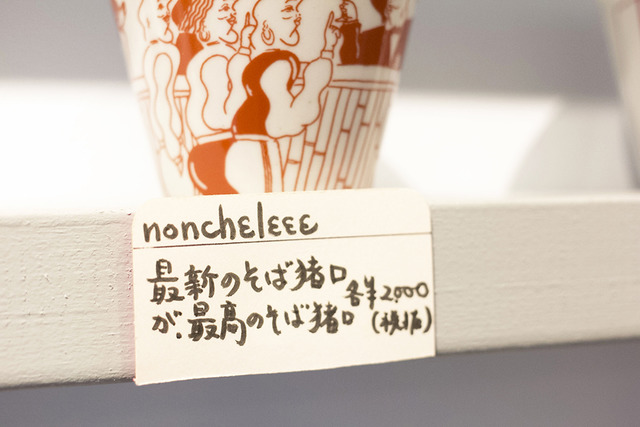 nonchεlεεε
最新のそば猪口
が、最高のそば猪口
各¥2,000
(税抜)